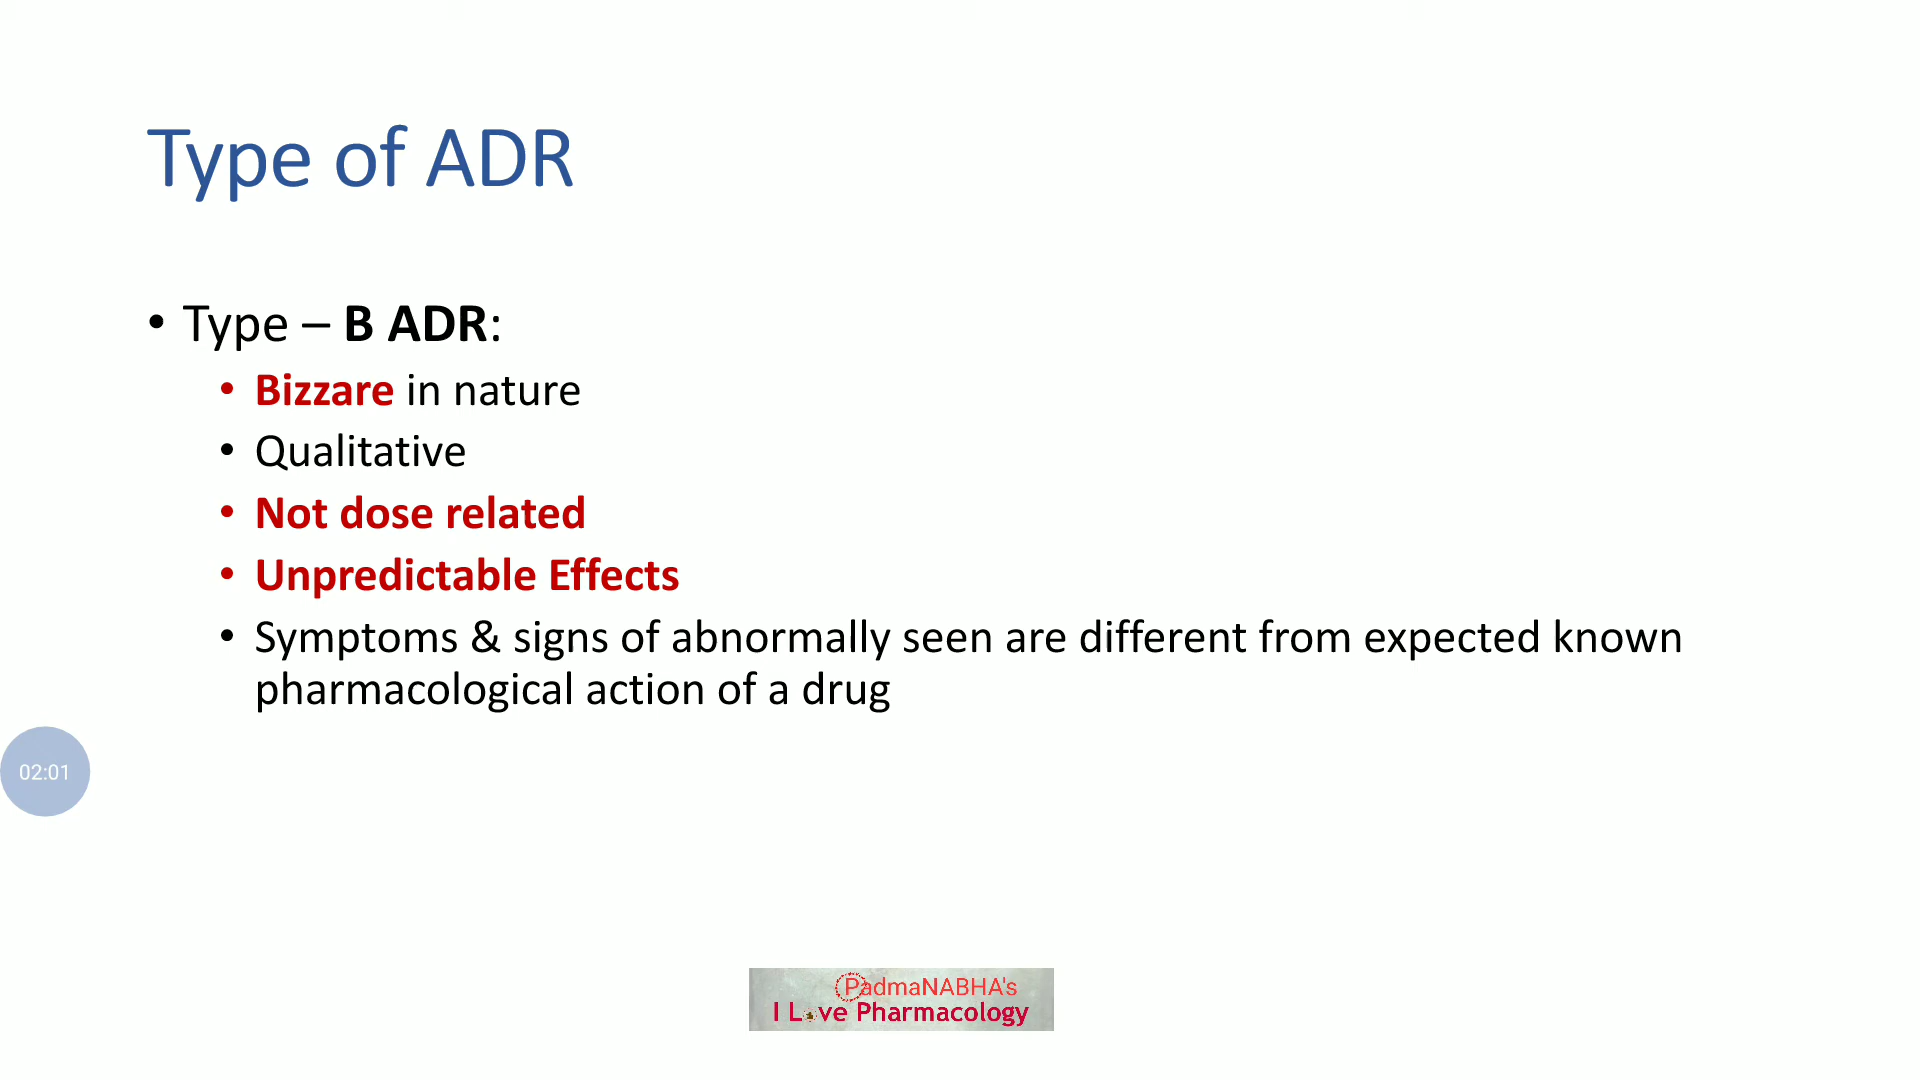 Type of ADR
• Type – B ADR:
• Bizzare in nature
• Qualitative
• Not dose related
• Unpredictable Effects
• Symptoms & signs of abnormally seen are different from expected known
pharmacological action of a drug
02:01
PadmaNABHA's
I Love Pharmacology